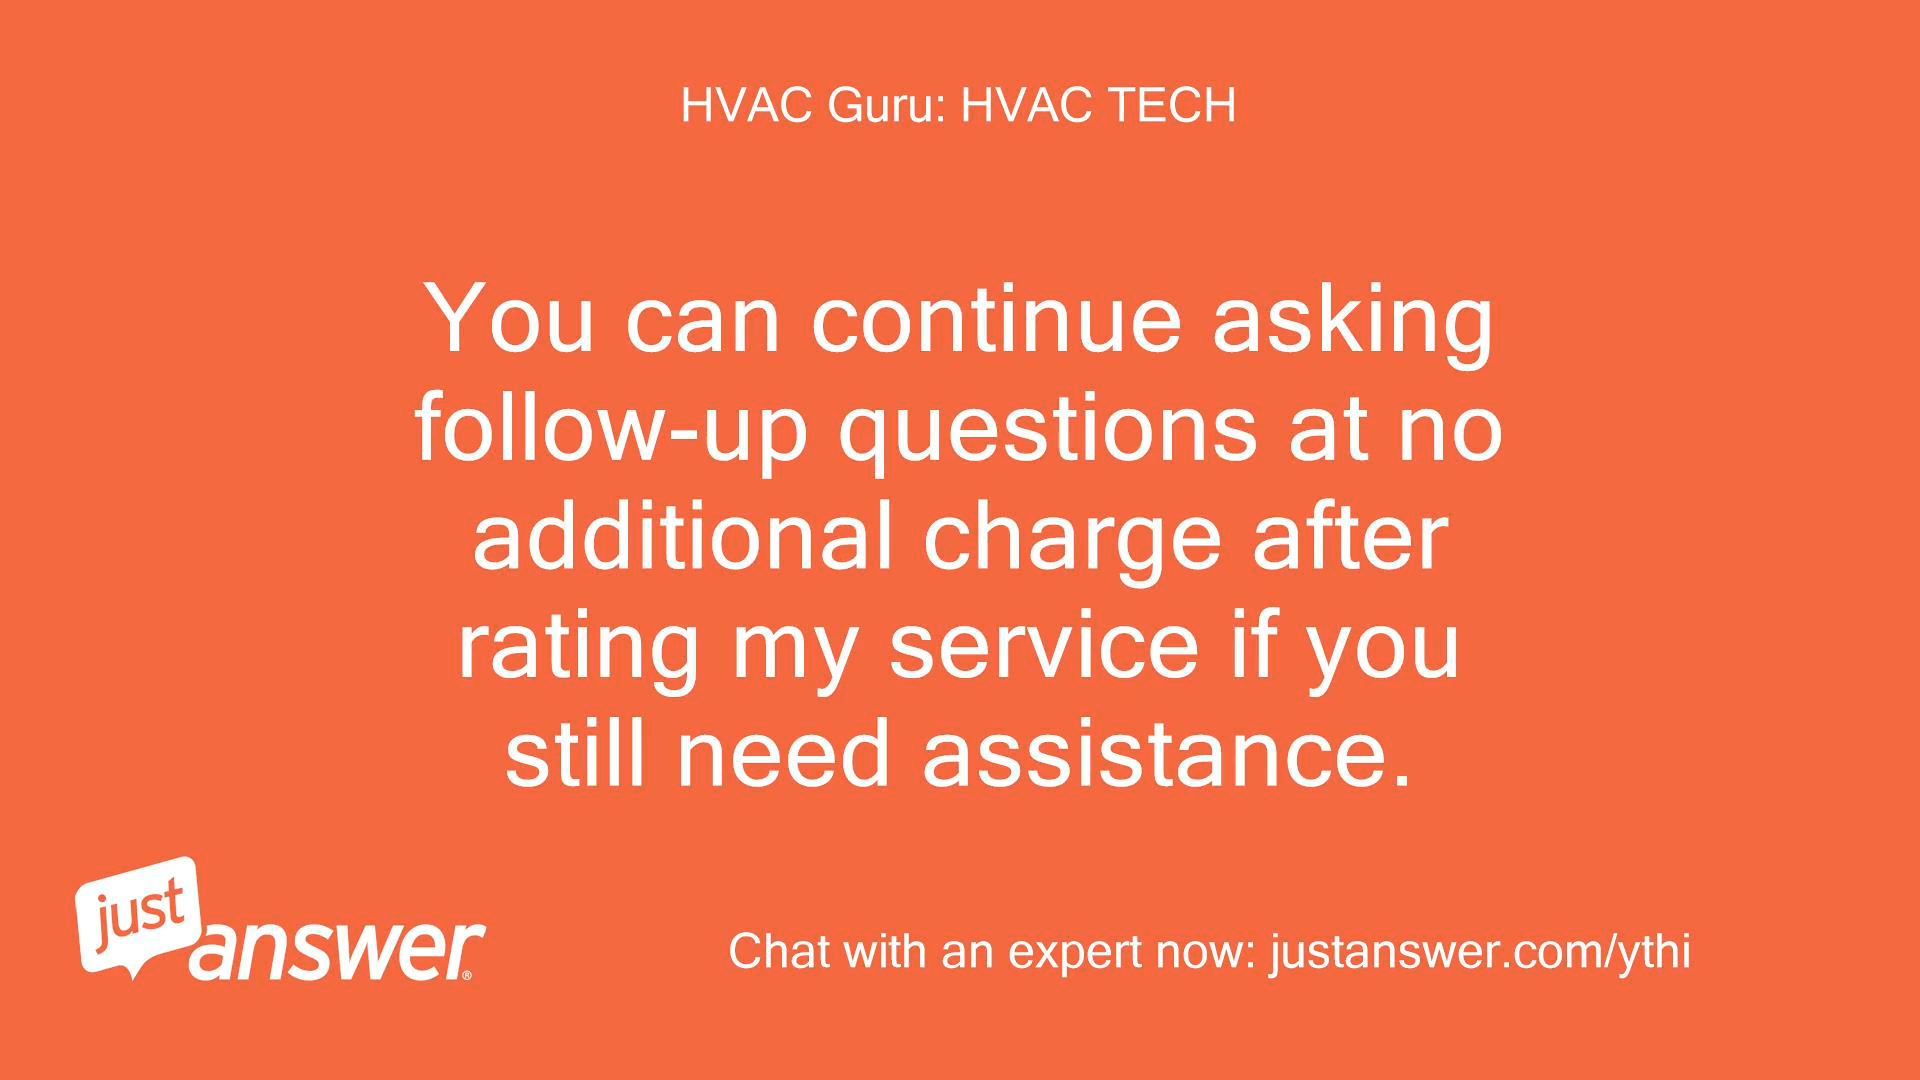 HVAC Guru: HVAC TECH
You can continue asking
follow-up questions at no
additional charge after
rating my service if you
still need assistance.
just
answer®
Chat with an expert now: justanswer.com/ythi